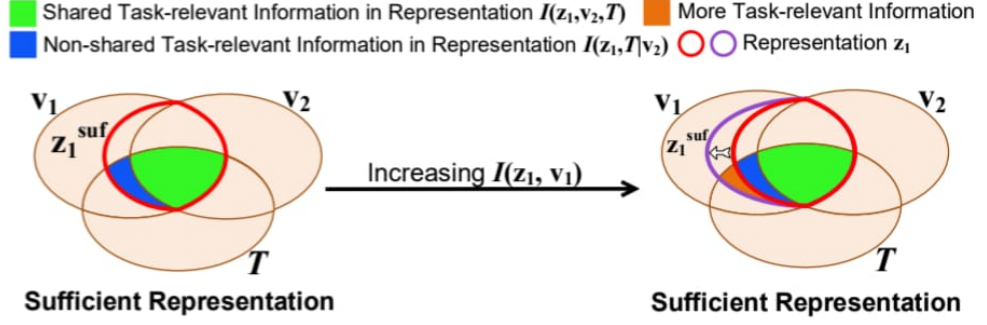 Shared Task-relevant Information in Representation I(z₁,v₂,T) More Task-relevant Information
Non-shared Task-relevant Information in Representation I(z₁,T|v₂) Representation z₁
v₁ v₂ v₁ v₂
z₁ˢᵘᶠ z₁ˢᵘᶠ
Increasing I(z₁, v₁)
T T
Sufficient Representation Sufficient Representation